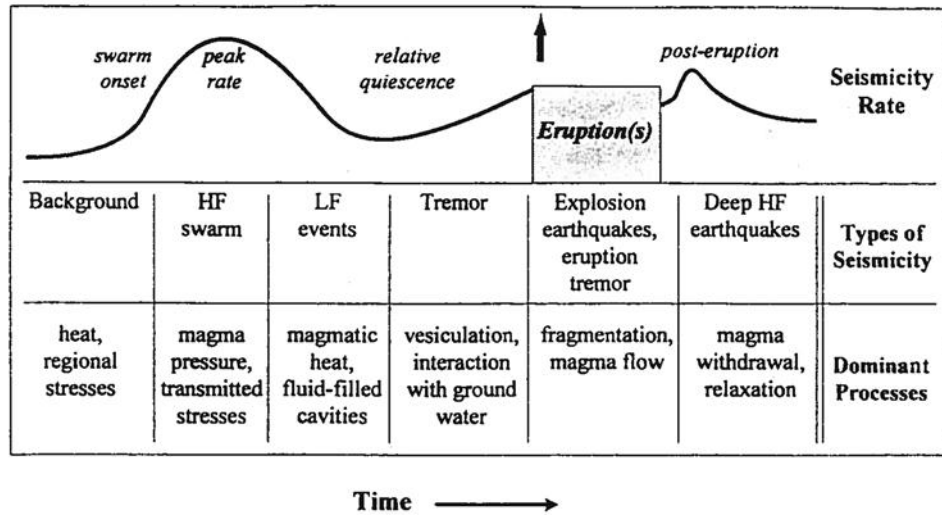 swarm
onset
peak
rate
relative
quiescence
post-eruption
Seismicity
Rate
Eruption(s)
Background
HF
swarm
LF
events
Tremor
Explosion
earthquakes,
eruption
tremor
Deep HF
earthquakes
Types of
Seismicity
heat,
regional
stresses
magma
pressure,
transmitted
stresses
magmatic
heat,
fluid-filled
cavities
vesiculation,
interaction
with ground
water
fragmentation,
magma flow
magma
withdrawal,
relaxation
Dominant
Processes
Time